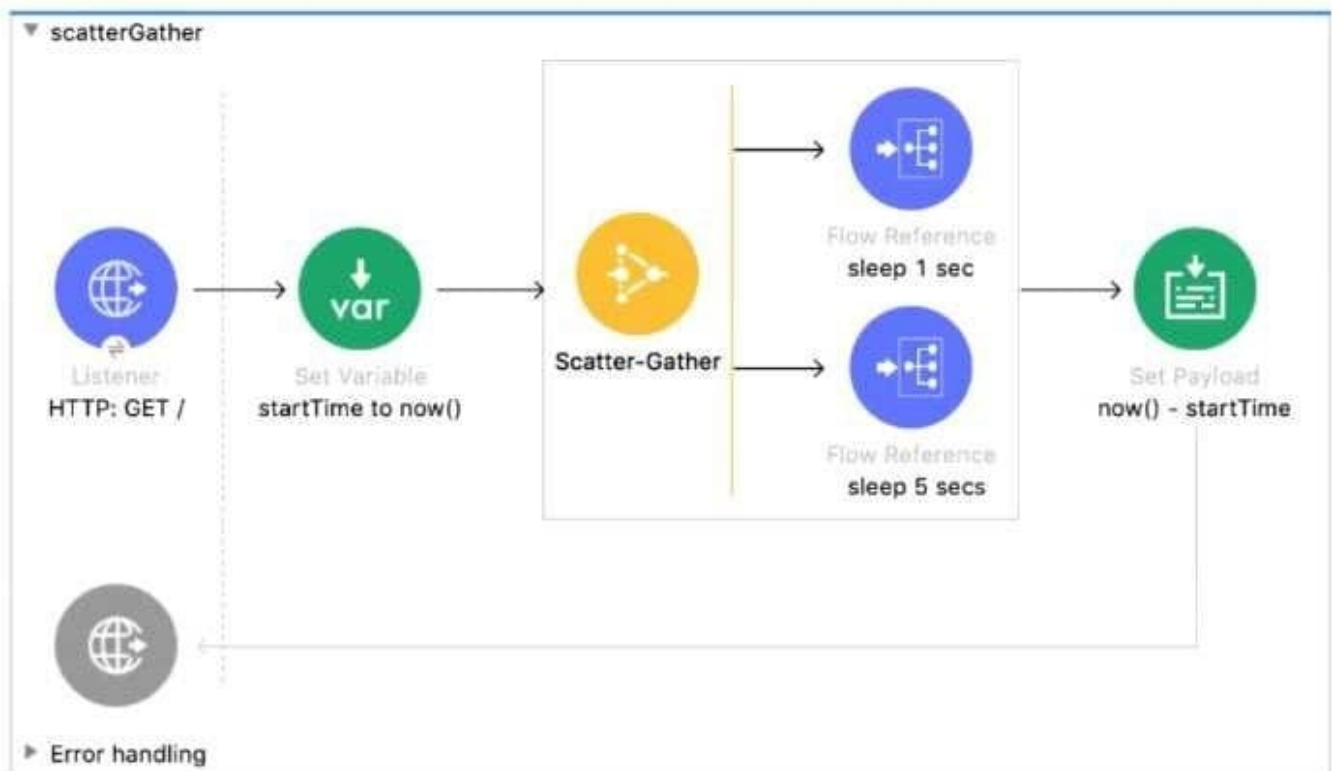 scatterGather
Listener
HTTP: GET /
var
Set Variable
startTime to now()
Scatter-Gather
Flow Reference
sleep 1 sec
Flow Reference
sleep 5 secs
Set Payload
now() - startTime
Error handling